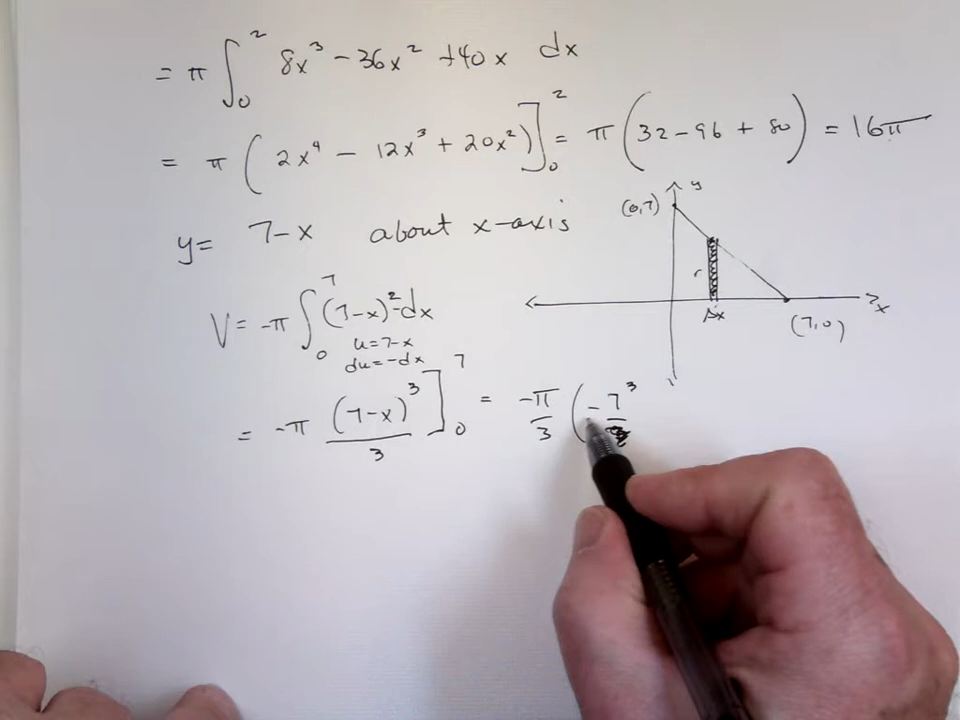 = π ∫₀² 8x³ − 36x² + 40x dx
= π ( 2x⁴ − 12x³ + 20x² ) ]₀² = π ( 32 − 96 + 80 ) = 16π
y = 7 − x about x-axis
y
(0,7)
r
V = −π ∫₀⁷ (7−x)² −dx
Δx
x
(7,0)
u = 7−x
du = −dx
= −π (7−x)³/3 ]₀⁷ = −π/3 ( − 7³